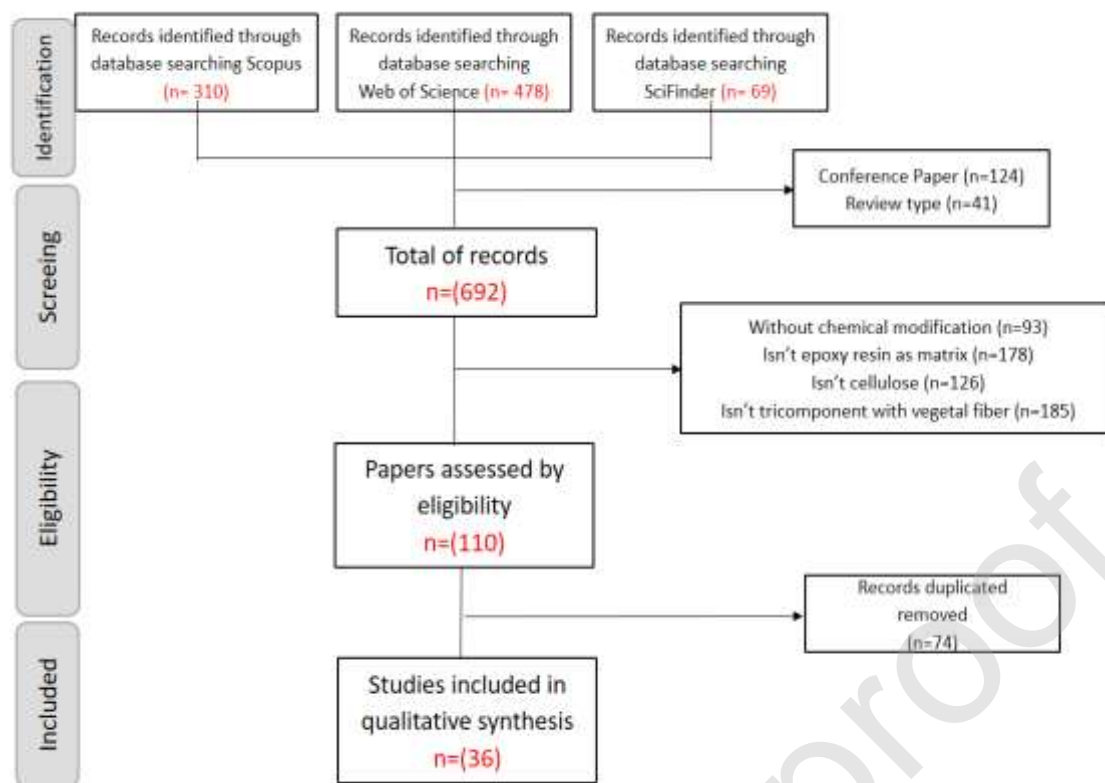 Identification
Records identified through
database searching Scopus
(n= 310)
Records identified through
database searching
Web of Science (n= 478)
Records identified through
database searching
SciFinder (n= 69)
Conference Paper (n=124)
Review type (n=41)
Screeing
Total of records
n=(692)
Without chemical modification (n=93)
Isn't epoxy resin as matrix (n=178)
Isn't cellulose (n=126)
Isn't tricomponent with vegetal fiber (n=185)
Eligibility
Papers assessed by
eligibility
n=(110)
Records duplicated
removed
(n=74)
Included
Studies included in
qualitative synthesis
n=(36)
proof